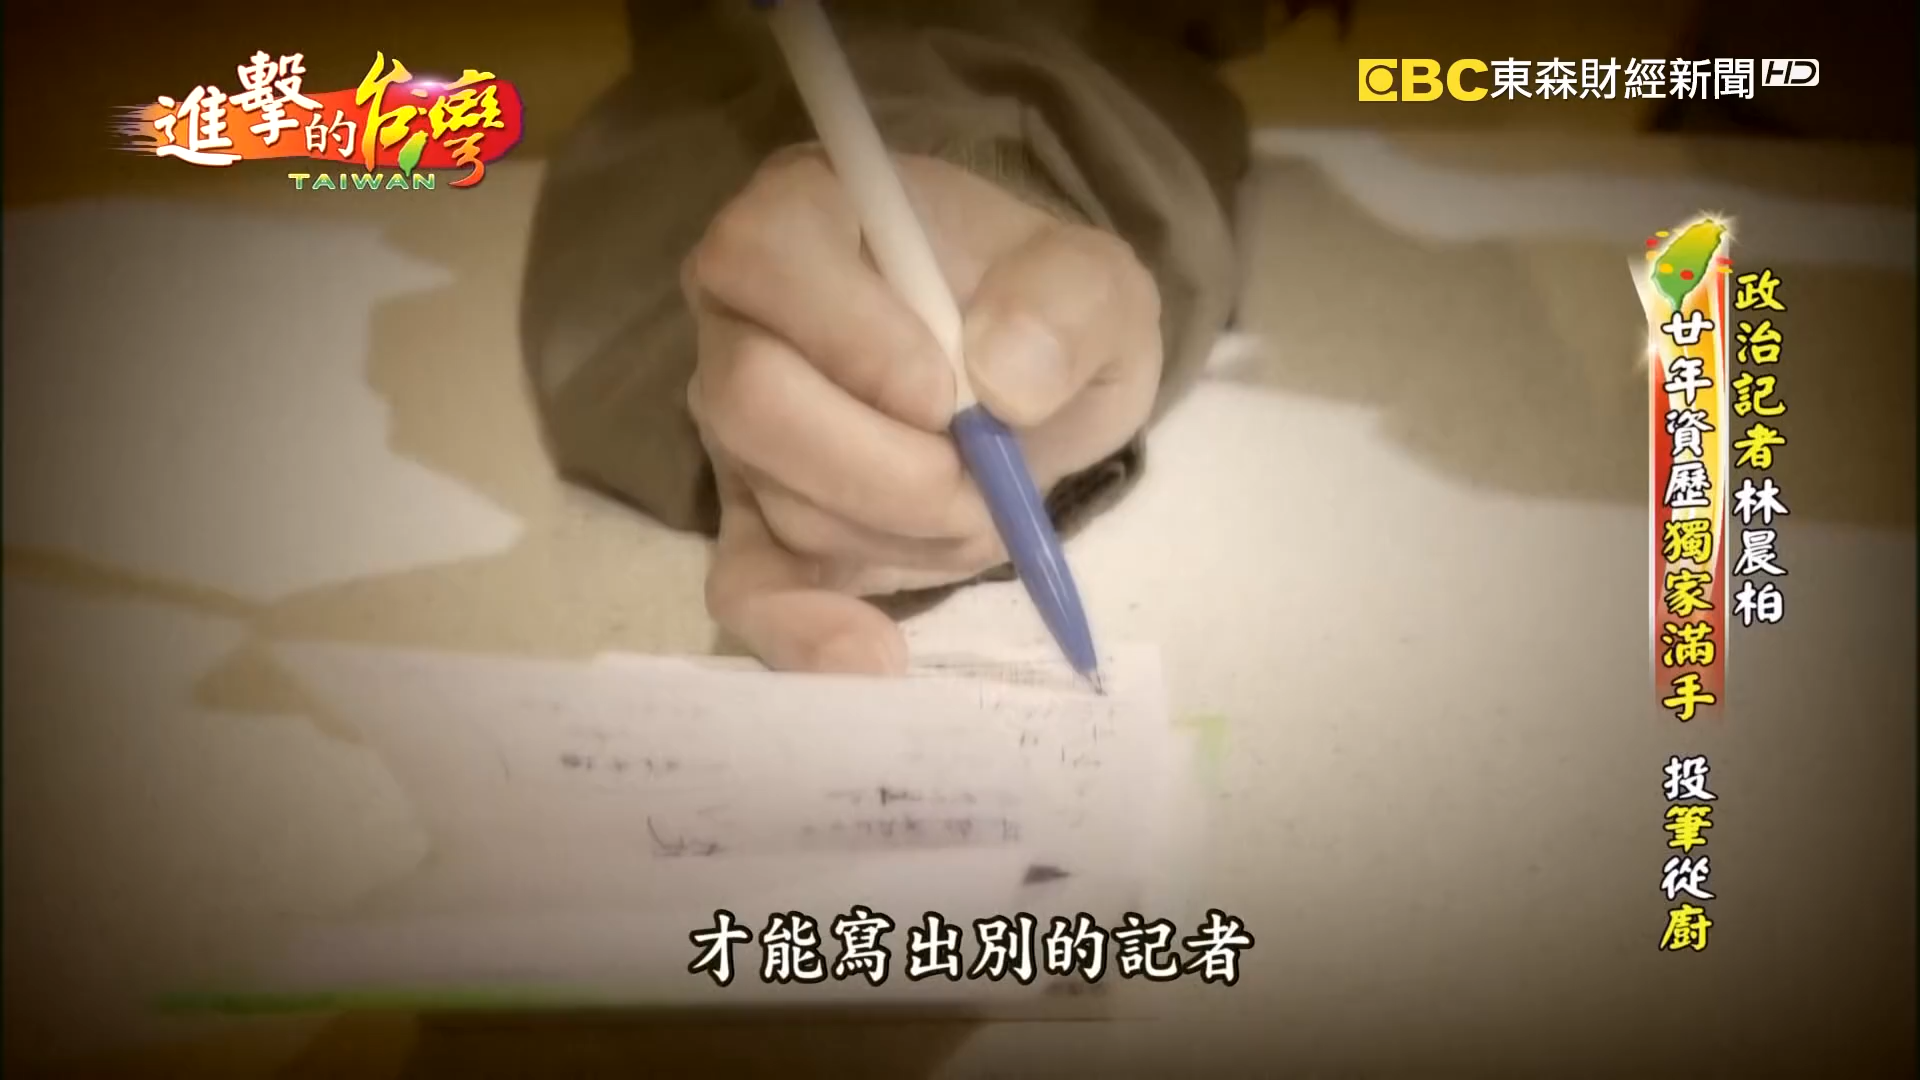 進擊的台灣
TAIWAN
EBC東森財經新聞HD
政治記者林晨柏
廿年資歷獨家滿手 投筆從廚
才能寫出別的記者